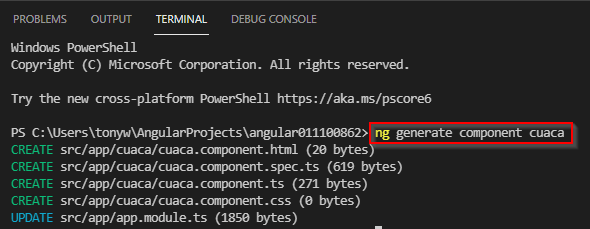 PROBLEMS OUTPUT TERMINAL DEBUG CONSOLE
Windows PowerShell
Copyright (C) Microsoft Corporation. All rights reserved.
Try the new cross-platform PowerShell https://aka.ms/pscore6
PS C:\Users\tonyw\AngularProjects\angular011100862> ng generate component cuaca
CREATE src/app/cuaca/cuaca.component.html (20 bytes)
CREATE src/app/cuaca/cuaca.component.spec.ts (619 bytes)
CREATE src/app/cuaca/cuaca.component.ts (271 bytes)
CREATE src/app/cuaca/cuaca.component.css (0 bytes)
UPDATE src/app/app.module.ts (1850 bytes)